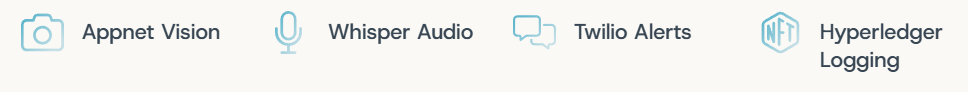 Appnet Vision
Whisper Audio
Twilio Alerts
NFT
Hyperledger
Logging